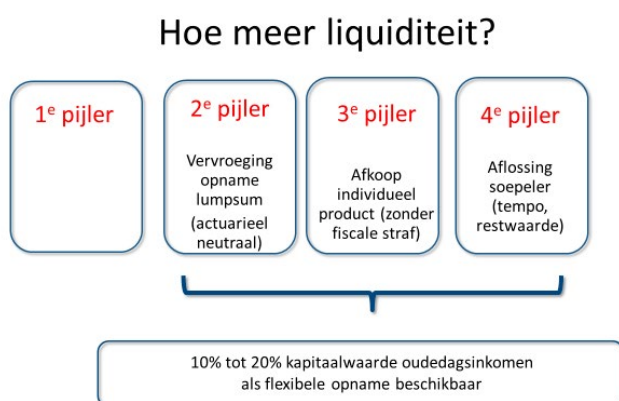 Hoe meer liquiditeit?
1e pijler
2e pijler
Vervroeging
opname
lumpsum
(actuarieel
neutraal)
3e pijler
Afkoop
individueel
product (zonder
fiscale straf)
4e pijler
Aflossing
soepeler
(tempo,
restwaarde)
10% tot 20% kapitaalwaarde oudedagsinkomen
als flexibele opname beschikbaar